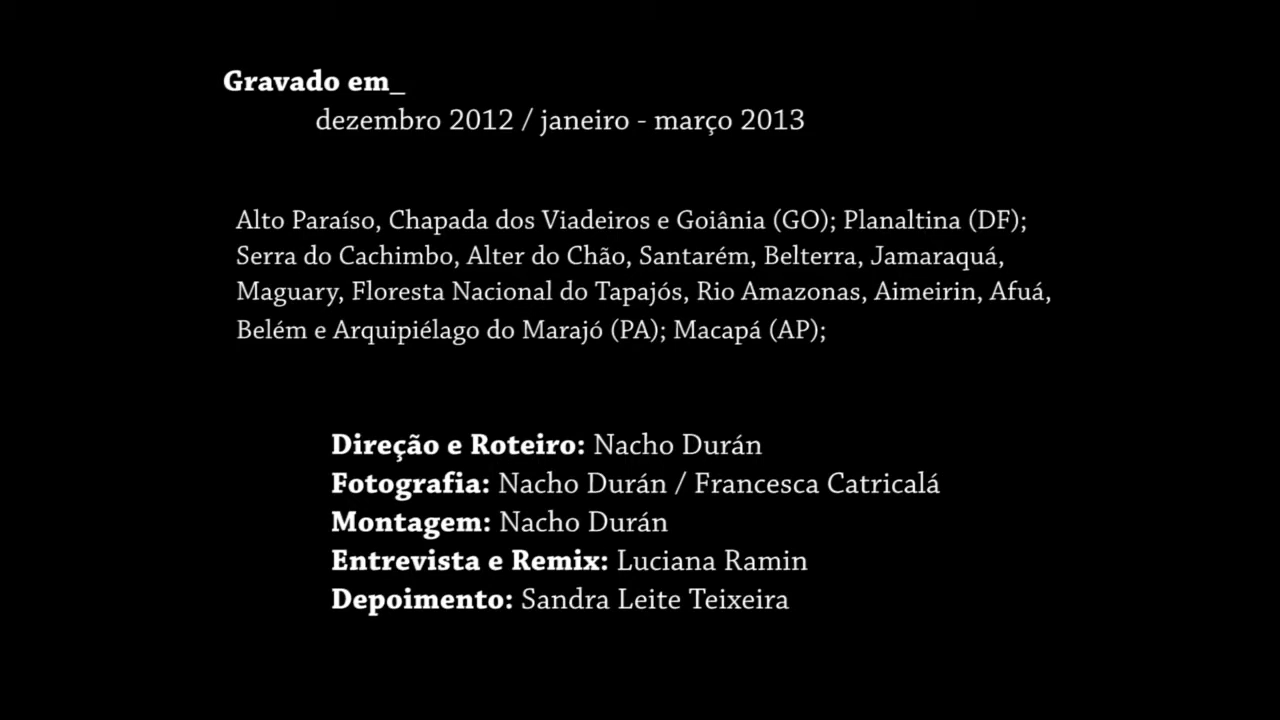 Gravado em_
dezembro 2012 / janeiro - março 2013
Alto Paraíso, Chapada dos Viadeiros e Goiânia (GO); Planaltina (DF);
Serra do Cachimbo, Alter do Chão, Santarém, Belterra, Jamaraquá,
Maguary, Floresta Nacional do Tapajós, Rio Amazonas, Aimeirin, Afuá,
Belém e Arquipiélago do Marajó (PA); Macapá (AP);
Direção e Roteiro: Nacho Durán
Fotografia: Nacho Durán / Francesca Catricalá
Montagem: Nacho Durán
Entrevista e Remix: Luciana Ramin
Depoimento: Sandra Leite Teixeira